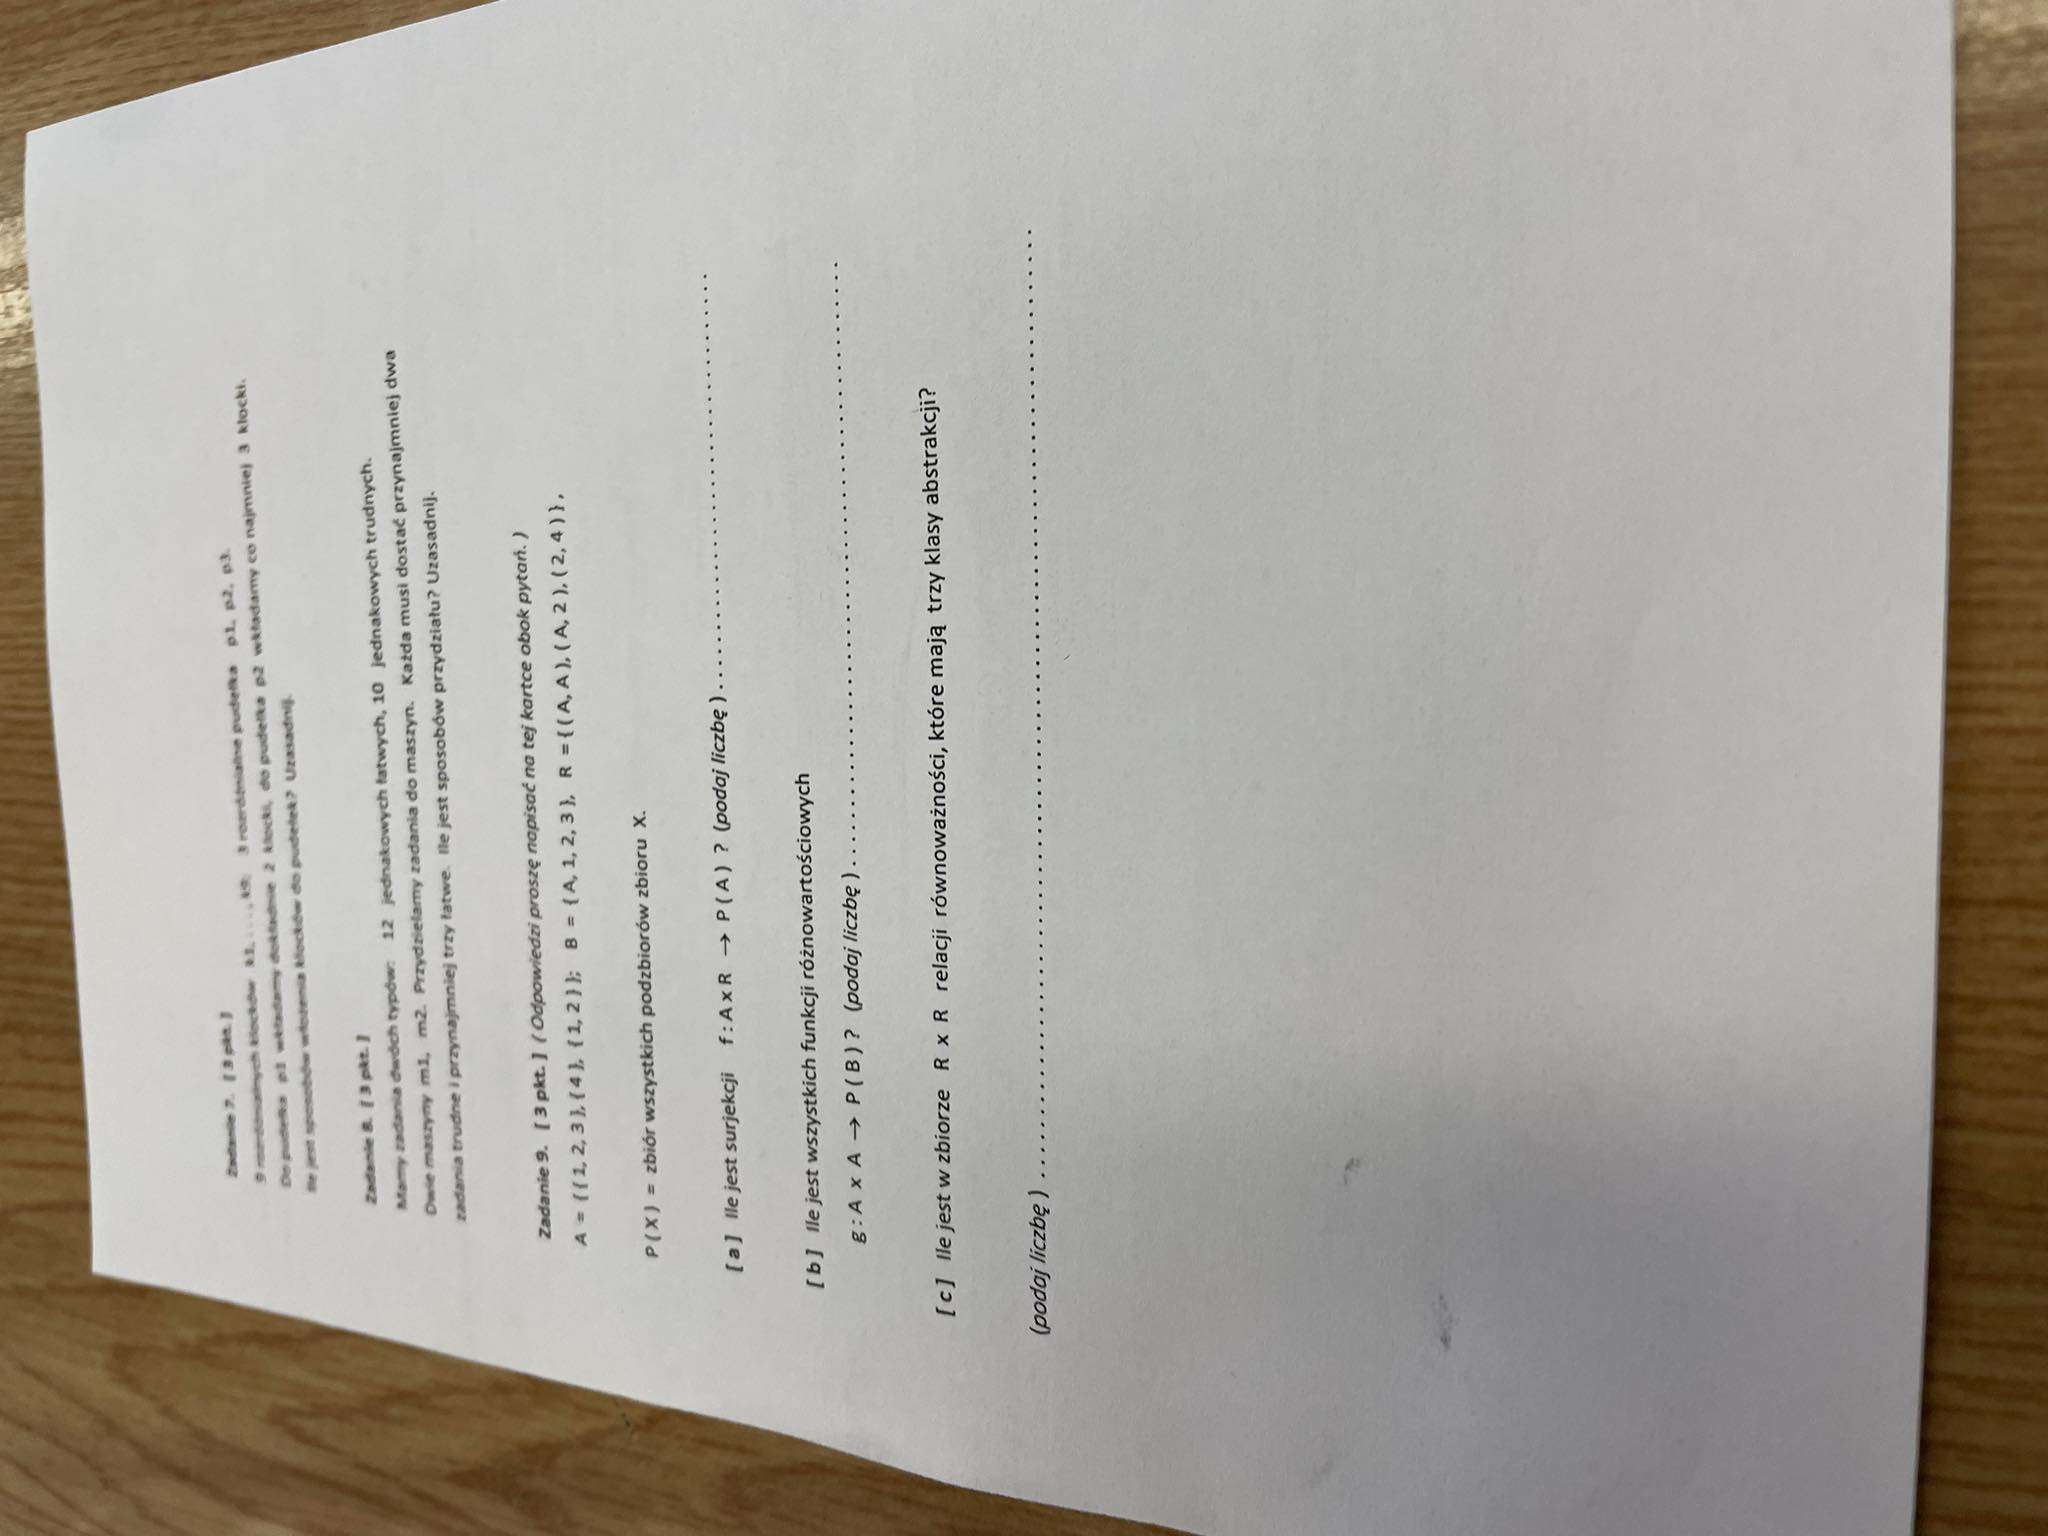 Zadanie 7. [ 3 pkt. ]
9 rozróżnialnych klocków k1, . . . , k9; 3 rozróżnialne pudełka p1, p2, p3.
Do pudełka p1 wkładamy dokładnie 2 klocki, do pudełka p2 wkładamy co najmniej 3 klocki.
Ile jest sposobów włożenia klocków do pudełek? Uzasadnij.
Zadanie 8. [ 3 pkt. ]
Mamy zadania dwóch typów: 12 jednakowych łatwych, 10 jednakowych trudnych.
Dwie maszyny m1, m2. Przydzielamy zadania do maszyn. Każda musi dostać przynajmniej dwa
zadania trudne i przynajmniej trzy łatwe. Ile jest sposobów przydziału? Uzasadnij.
Zadanie 9. [ 3 pkt. ] ( Odpowiedzi proszę napisać na tej kartce obok pytań. )
A = { { 1, 2, 3 }, { 4 }, { 1, 2 } }; B = { A, 1, 2, 3 }, R = { ( A, A ), ( A, 2 ), ( 2, 4 ) },
P ( X ) = zbiór wszystkich podzbiorów zbioru X.
[ a ] Ile jest surjekcji f : A x R → P ( A ) ? (podaj liczbę ) . . . . . . . . . . . . . . . . . . . . . . . . . . . . . . . . . .
[ b ] Ile jest wszystkich funkcji różnowartościowych
g : A x A → P ( B ) ? (podaj liczbę ) . . . . . . . . . . . . . . . . . . . . . . . . . . . . . . . . . . . . . . . . . . . . . . .
[ c ] Ile jest w zbiorze R x R relacji równoważności, które mają trzy klasy abstrakcji?
(podaj liczbę ) . . . . . . . . . . . . . . . . . . . . . . . . . . . . . . . . . . . . . . . . . . . . . . . . . . . . . . . . . . . . . . . . . . .